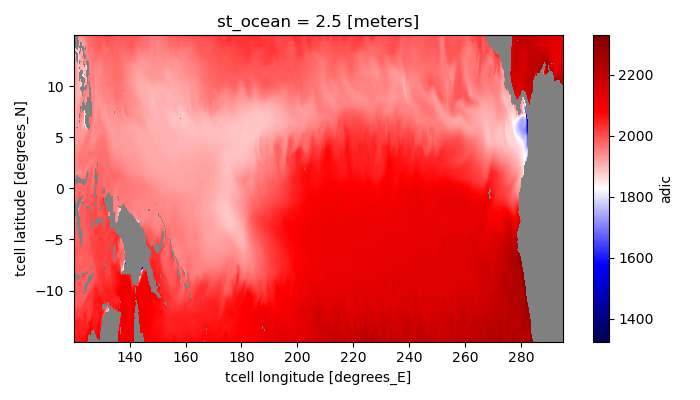 st_ocean = 2.5 [meters]
10
5
0
−5
−10
tcell latitude [degrees_N]
140 160 180 200 220 240 260 280
tcell longitude [degrees_E]
2200
2000
1800
1600
1400
adic